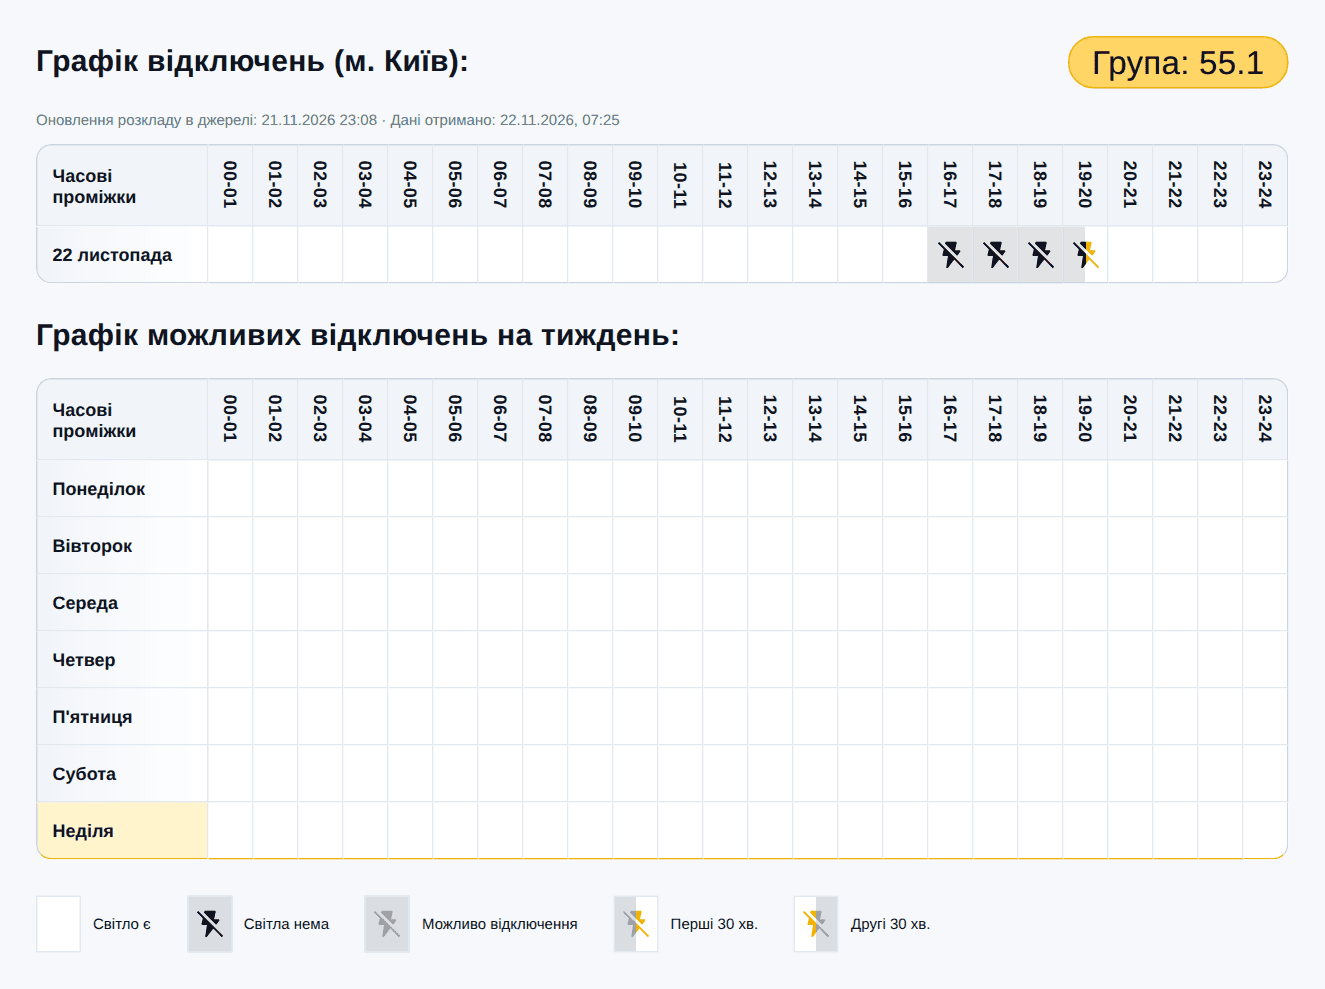 Графік відключень (м. Київ):
Група: 55.1
Оновлення розкладу в джерелі: 21.11.2026 23:08 · Дані отримано: 22.11.2026, 07:25
Часові проміжки 00-01 01-02 02-03 03-04 04-05 05-06 06-07 07-08 08-09 09-10 10-11 11-12 12-13 13-14 14-15 15-16 16-17 17-18 18-19 19-20 20-21 21-22 22-23 23-24
22 листопада
Графік можливих відключень на тиждень:
Часові проміжки 00-01 01-02 02-03 03-04 04-05 05-06 06-07 07-08 08-09 09-10 10-11 11-12 12-13 13-14 14-15 15-16 16-17 17-18 18-19 19-20 20-21 21-22 22-23 23-24
Понеділок
Вівторок
Середа
Четвер
П'ятниця
Субота
Неділя
Світло є Світла нема Можливо відключення Перші 30 хв. Другі 30 хв.